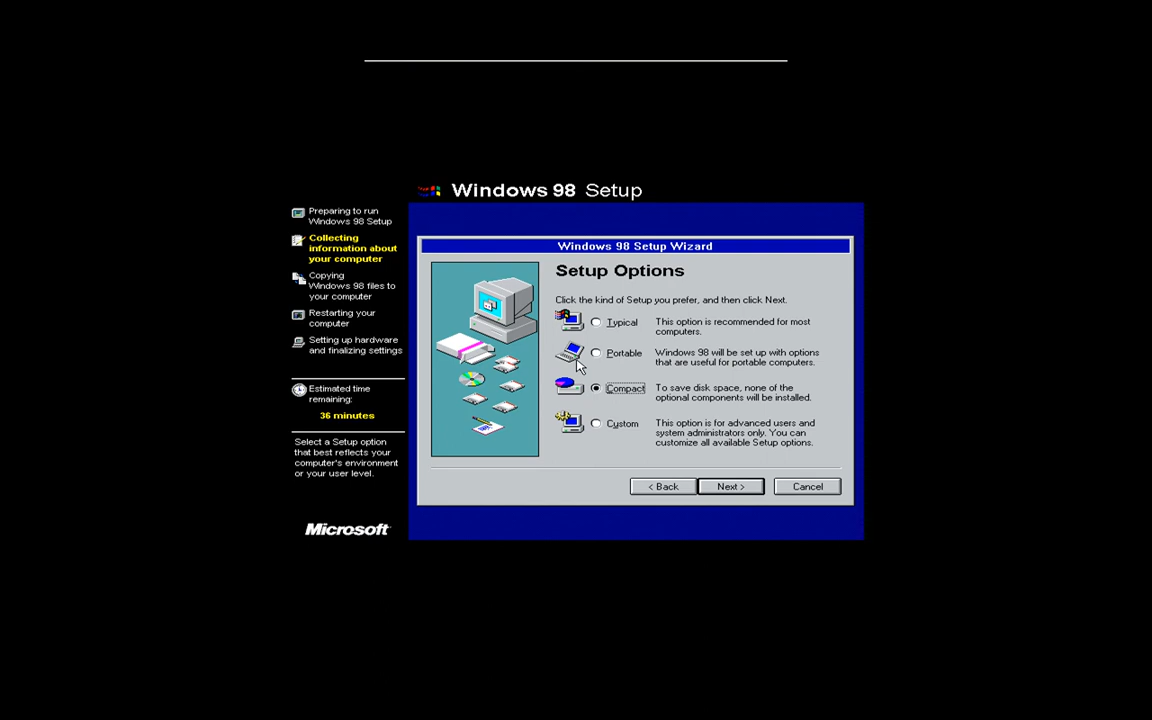 Windows 98 Setup
Preparing to run
Windows 98 Setup
Collecting
information about
your computer
Copying
Windows 98 files to
your computer
Restarting your
computer
Setting up hardware
and finalizing settings
Estimated time
remaining:
36 minutes
Select a Setup option
that best reflects your
computer's environment
or your user level.
Microsoft
Windows 98 Setup Wizard
Setup Options
Click the kind of Setup you prefer, and then click Next.
Typical
This option is recommended for most
computers.
Portable
Windows 98 will be set up with options
that are useful for portable computers.
Compact
To save disk space, none of the
optional components will be installed.
Custom
This option is for advanced users and
system administrators only. You can
customize all available Setup options.
< Back
Next >
Cancel